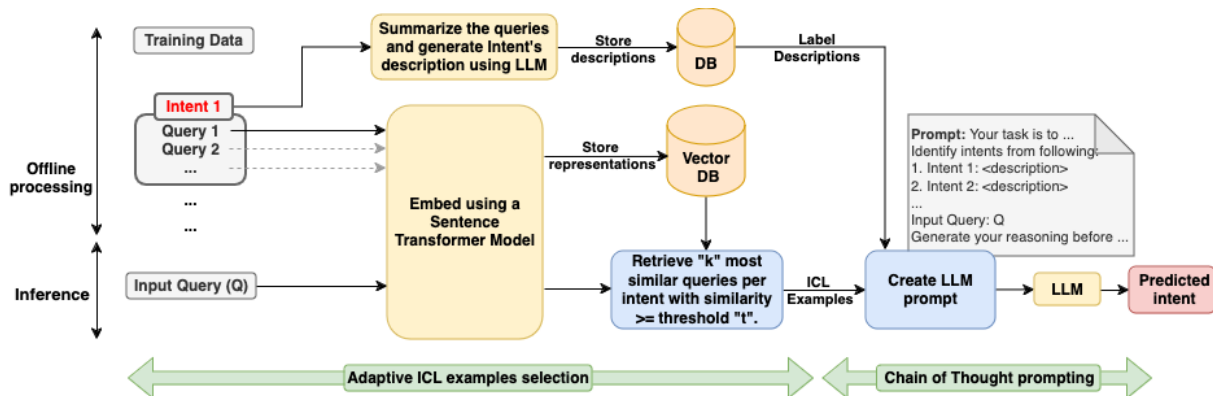 Training Data
Summarize the queries
and generate Intent's
description using LLM
Store
descriptions
DB
Label
Descriptions
Intent 1
Query 1
Query 2
...
...
...
Offline
processing
Embed using a
Sentence
Transformer Model
Store
representations
Vector
DB
Prompt: Your task is to ...
Identify intents from following:
1. Intent 1: <description>
2. Intent 2: <description>
...
Input Query: Q
Generate your reasoning before ...
Inference
Input Query (Q)
Retrieve "k" most
similar queries per
intent with similarity
>= threshold "t".
ICL
Examples
Create LLM
prompt
LLM
Predicted
intent
Adaptive ICL examples selection
Chain of Thought prompting